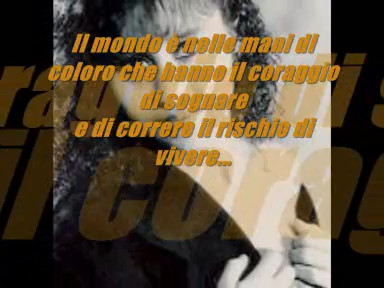 Il mondo è nelle mani di
coloro che hanno il coraggio
di sognare
e di correre il rischio di
vivere...